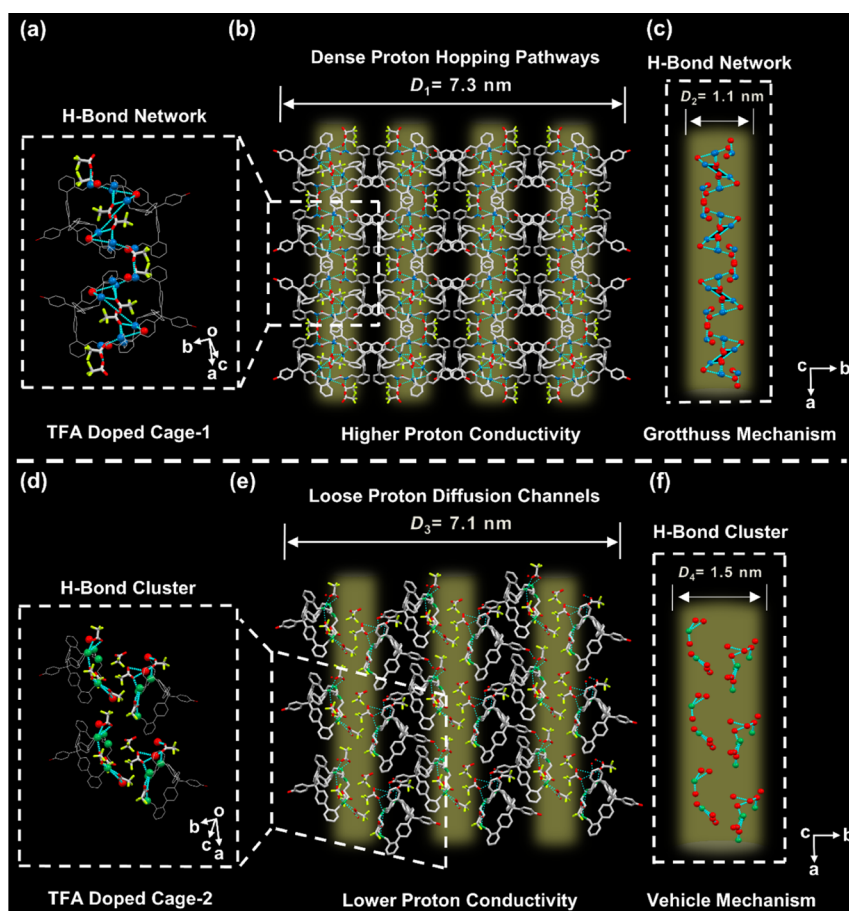 (a)
(b)
(c)
Dense Proton Hopping Pathways
D1= 7.3 nm
H-Bond Network
H-Bond Network
D2= 1.1 nm
o
b
c
a
c
b
a
TFA Doped Cage-1
Higher Proton Conductivity
Grotthuss Mechanism
(d)
(e)
(f)
Loose Proton Diffusion Channels
D3= 7.1 nm
H-Bond Cluster
H-Bond Cluster
D4= 1.5 nm
o
b
c
a
c
b
a
TFA Doped Cage-2
Lower Proton Conductivity
Vehicle Mechanism